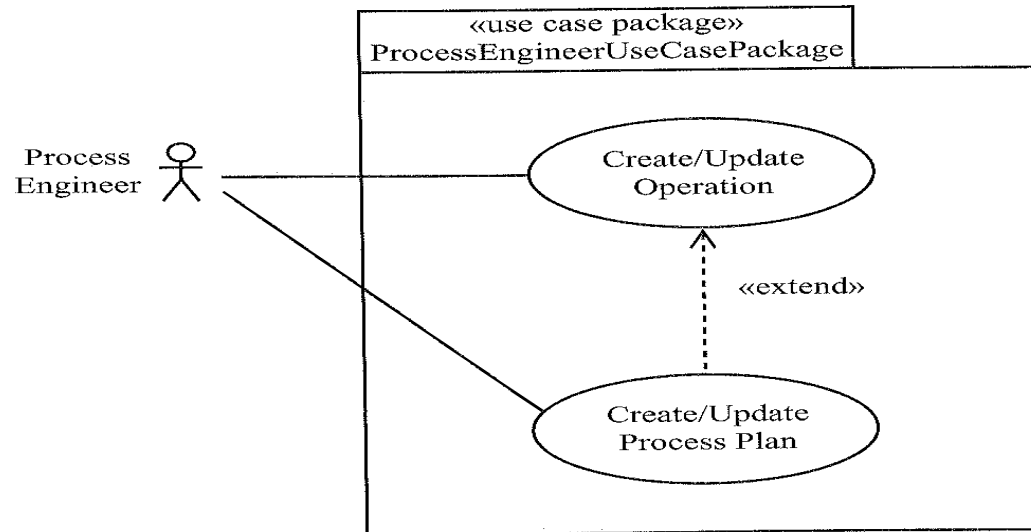 «use case package»
ProcessEngineerUseCasePackage
Process
Engineer
Create/Update
Operation
«extend»
Create/Update
Process Plan